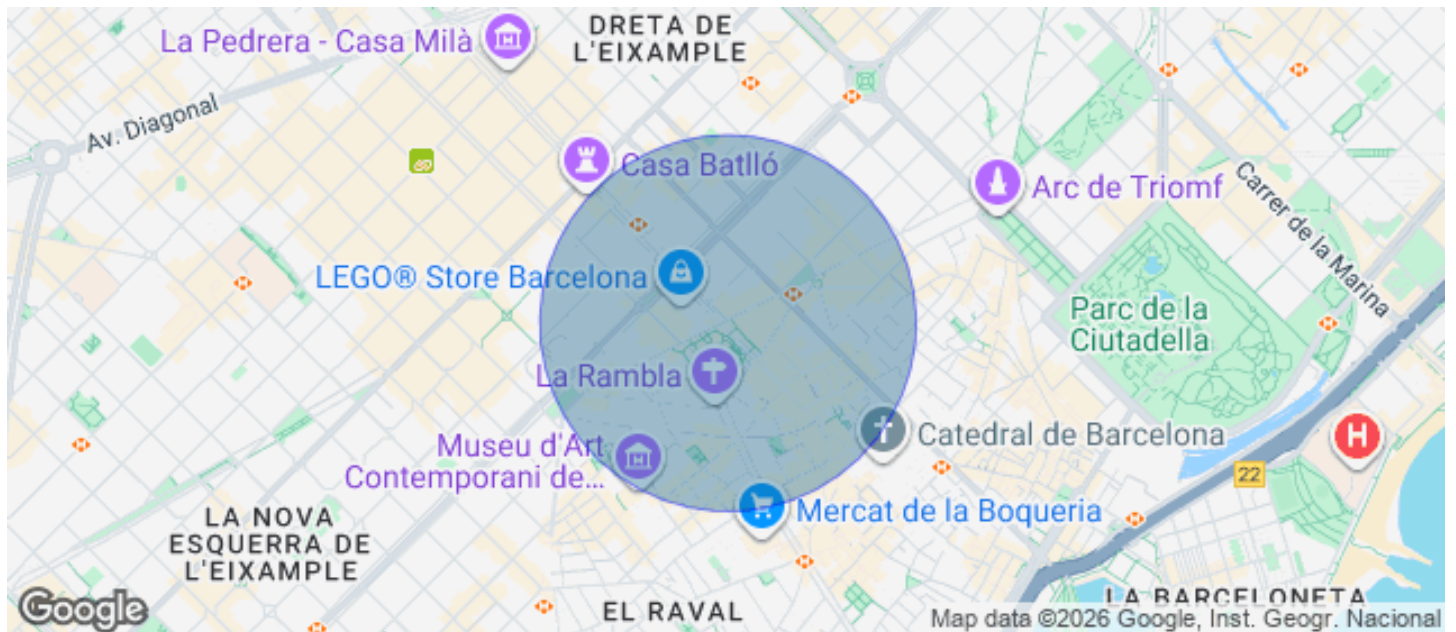 DRETA DE
L'EIXAMPLE
La Pedrera - Casa Milà
Av. Diagonal
Casa Batlló
Arc de Triomf
Carrer de la Marina
LEGO® Store Barcelona
Parc de la
Ciutadella
La Rambla
Museu d'Art
Contemporani de...
Catedral de Barcelona
H
22
Mercat de la Boqueria
LA NOVA
ESQUERRA DE
L'EIXAMPLE
EL RAVAL
LA BARCELONETA
Google
Map data ©2026 Google, Inst. Geogr. Nacional